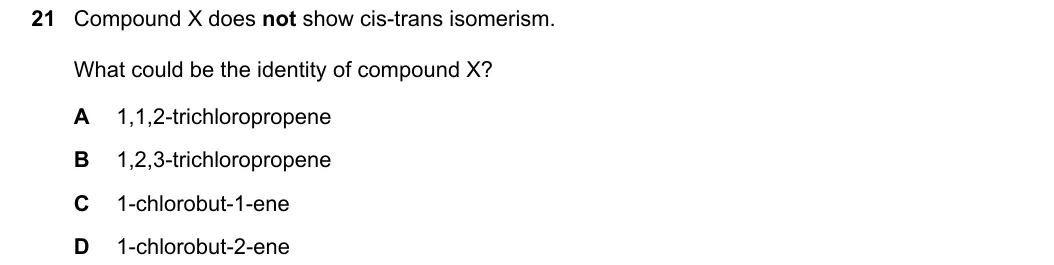 21 Compound X does not show cis-trans isomerism.
What could be the identity of compound X?
A 1,1,2-trichloropropene
B 1,2,3-trichloropropene
C 1-chlorobut-1-ene
D 1-chlorobut-2-ene